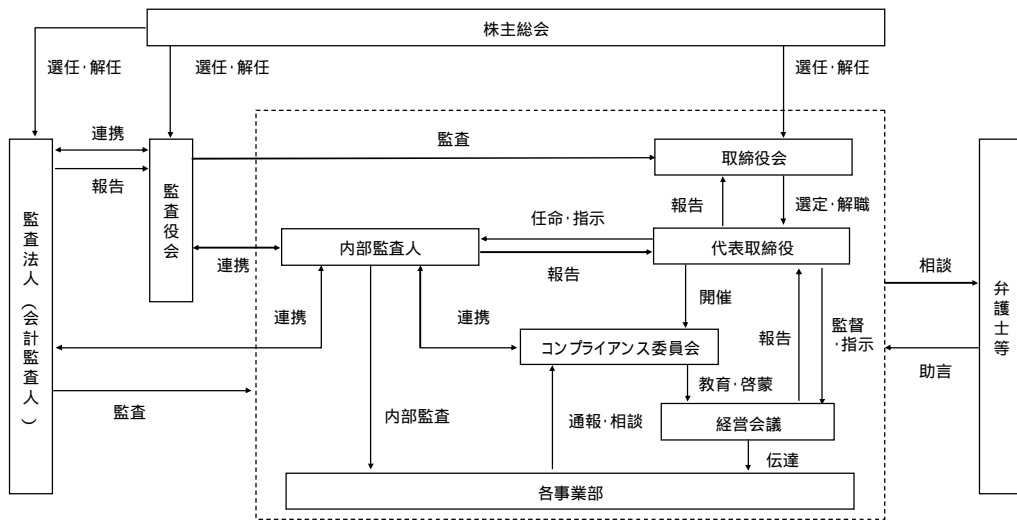 株主総会
選任・解任
選任・解任
選任・解任
連携
監査
取締役会
報告
監査役会
報告
選定・解職
任命・指示
監査法人（会計監査人）
内部監査人
代表取締役
連携
報告
相談
弁護士等
開催
連携
連携
報告
監督・指示
コンプライアンス委員会
助言
教育・啓蒙
監査
内部監査
通報・相談
経営会議
伝達
各事業部